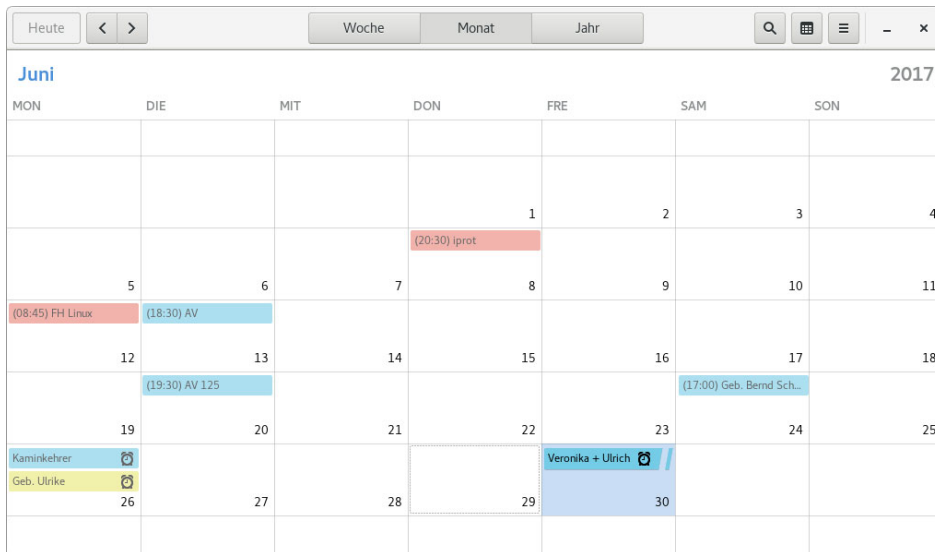 Heute Woche Monat Jahr
Juni 2017
MON DIE MIT DON FRE SAM SON
1 2 3 4
(20:30) iprot
5 6 7 8 9 10 11
(08:45) FH Linux (18:30) AV
12 13 14 15 16 17 18
(19:30) AV 125 (17:00) Geb. Bernd Sch...
19 20 21 22 23 24 25
Kaminkehrer Veronika + Ulrich
Geb. Ulrike
26 27 28 29 30